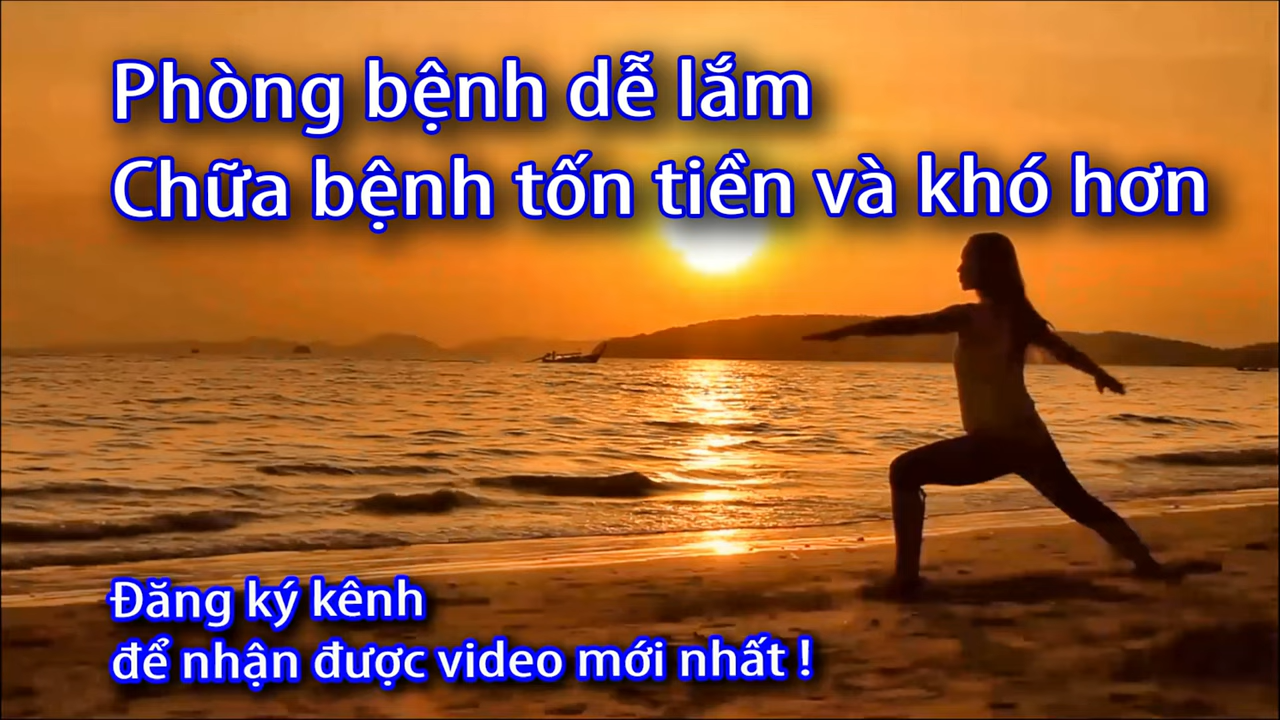 Phòng bệnh dễ lắm
Chữa bệnh tốn tiền và khó hơn
Đăng ký kênh
để nhận được video mới nhất !